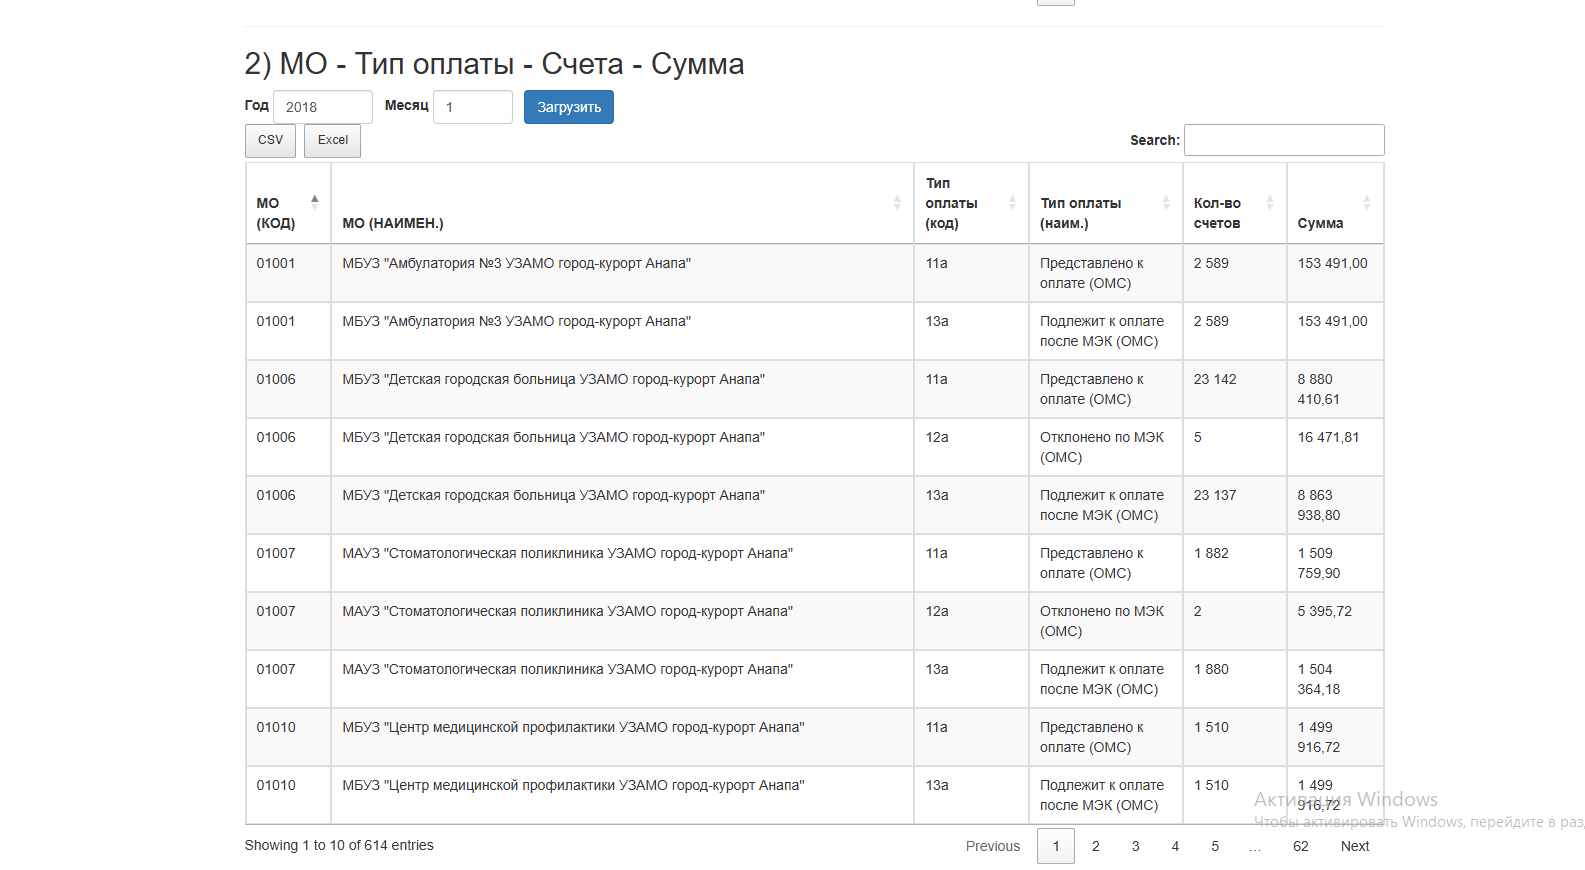 2) МО - Тип оплаты - Счета - Сумма
Год 2018 Месяц 1 Загрузить
CSV Excel Search:
МО (КОД) МО (НАИМЕН.) Тип оплаты (код) Тип оплаты (наим.) Кол-во счетов Сумма
01001 МБУЗ "Амбулатория №3 УЗАМО город-курорт Анапа" 11а Представлено к оплате (ОМС) 2 589 153 491,00
01001 МБУЗ "Амбулатория №3 УЗАМО город-курорт Анапа" 13а Подлежит к оплате после МЭК (ОМС) 2 589 153 491,00
01006 МБУЗ "Детская городская больница УЗАМО город-курорт Анапа" 11а Представлено к оплате (ОМС) 23 142 8 880 410,61
01006 МБУЗ "Детская городская больница УЗАМО город-курорт Анапа" 12а Отклонено по МЭК (ОМС) 5 16 471,81
01006 МБУЗ "Детская городская больница УЗАМО город-курорт Анапа" 13а Подлежит к оплате после МЭК (ОМС) 23 137 8 863 938,80
01007 МАУЗ "Стоматологическая поликлиника УЗАМО город-курорт Анапа" 11а Представлено к оплате (ОМС) 1 882 1 509 759,90
01007 МАУЗ "Стоматологическая поликлиника УЗАМО город-курорт Анапа" 12а Отклонено по МЭК (ОМС) 2 5 395,72
01007 МАУЗ "Стоматологическая поликлиника УЗАМО город-курорт Анапа" 13а Подлежит к оплате после МЭК (ОМС) 1 880 1 504 364,18
01010 МБУЗ "Центр медицинской профилактики УЗАМО город-курорт Анапа" 11а Представлено к оплате (ОМС) 1 510 1 499 916,72
01010 МБУЗ "Центр медицинской профилактики УЗАМО город-курорт Анапа" 13а Подлежит к оплате после МЭК (ОМС) 1 510 1 499 916,72
Активация Windows
Чтобы активировать Windows, перейдите в раз
Showing 1 to 10 of 614 entries Previous 1 2 3 4 5 … 62 Next